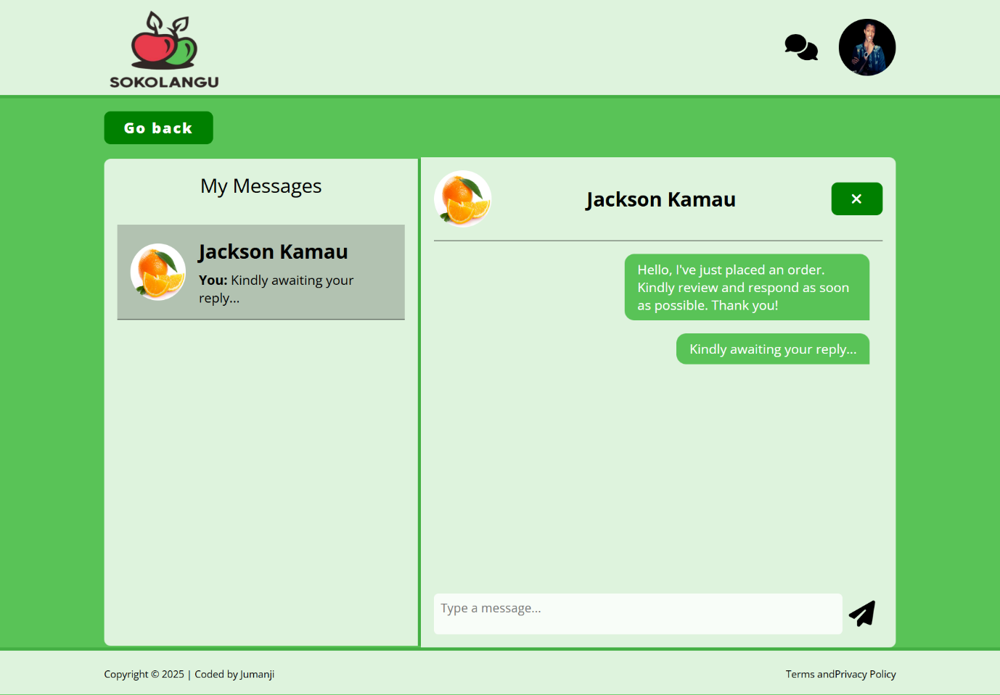 SOKOLANGU
Go back
My Messages
Jackson Kamau
You: Kindly awaiting your
reply...
Jackson Kamau
Hello, I've just placed an order.
Kindly review and respond as soon
as possible. Thank you!
Kindly awaiting your reply...
Type a message...
Copyright © 2025 | Coded by Jumanji
Terms andPrivacy Policy